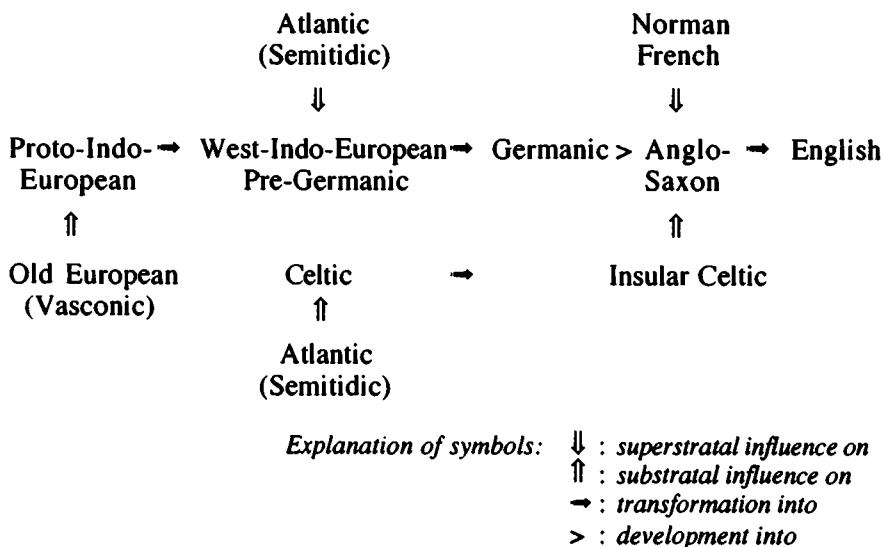 Atlantic Norman
(Semitidic) French
⇓ ⇓
Proto-Indo- → West-Indo-European → Germanic > Anglo- → English
European Pre-Germanic Saxon
⇑ ⇑
Old European Celtic → Insular Celtic
(Vasconic) ⇑
Atlantic
(Semitidic)
Explanation of symbols: ⇓ : superstratal influence on
⇑ : substratal influence on
→ : transformation into
> : development into